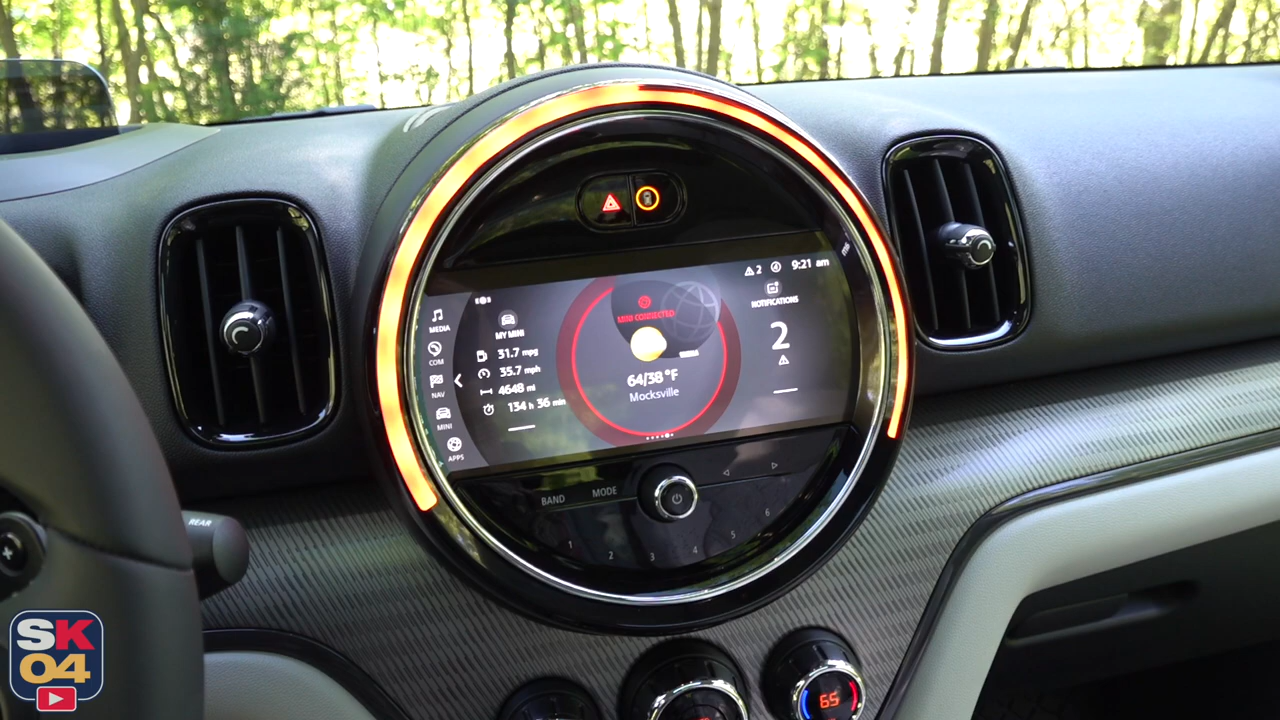 9:21 am
2
MEDIA
COM
NAV
MINI
APPS
MY MINI
31.7 mpg
35.7 mph
4648 mi
134 h 36 min
MINI CONNECTED
64/38 °F
Mocksville
NOTIFICATIONS
2
BAND
MODE
1
2
3
4
5
6
REAR
65
SK
04